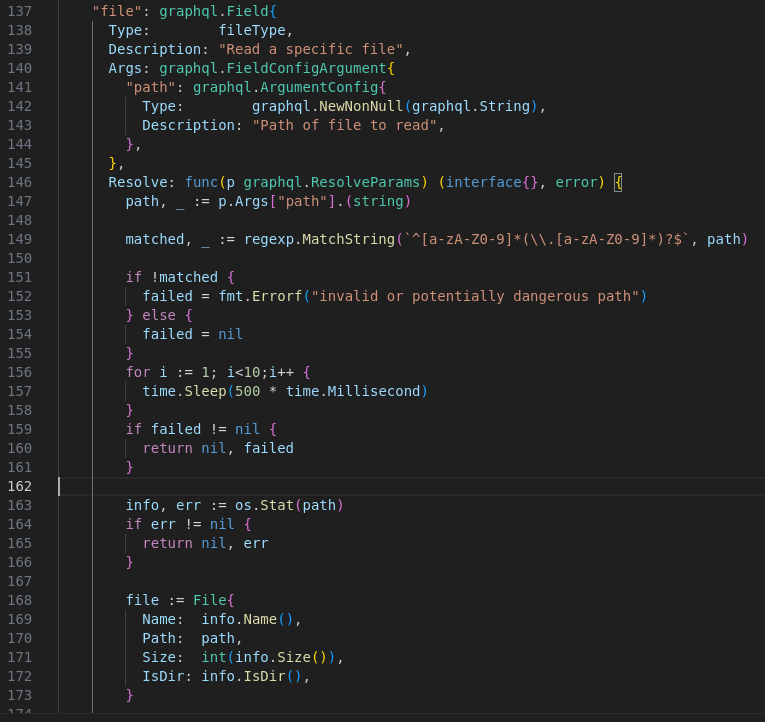 137 "file": graphql.Field{
138 Type: fileType,
139 Description: "Read a specific file",
140 Args: graphql.FieldConfigArgument{
141 "path": graphql.ArgumentConfig{
142 Type: graphql.NewNonNull(graphql.String),
143 Description: "Path of file to read",
144 },
145 },
146 Resolve: func(p graphql.ResolveParams) (interface{}, error) {
147 path, _ := p.Args["path"].(string)
148
149 matched, _ := regexp.MatchString(`^[a-zA-Z0-9]*(\\.[a-zA-Z0-9]*)?$`, path)
150
151 if !matched {
152 failed = fmt.Errorf("invalid or potentially dangerous path")
153 } else {
154 failed = nil
155 }
156 for i := 1; i<10;i++ {
157 time.Sleep(500 * time.Millisecond)
158 }
159 if failed != nil {
160 return nil, failed
161 }
162
163 info, err := os.Stat(path)
164 if err != nil {
165 return nil, err
166 }
167
168 file := File{
169 Name: info.Name(),
170 Path: path,
171 Size: int(info.Size()),
172 IsDir: info.IsDir(),
173 }
174